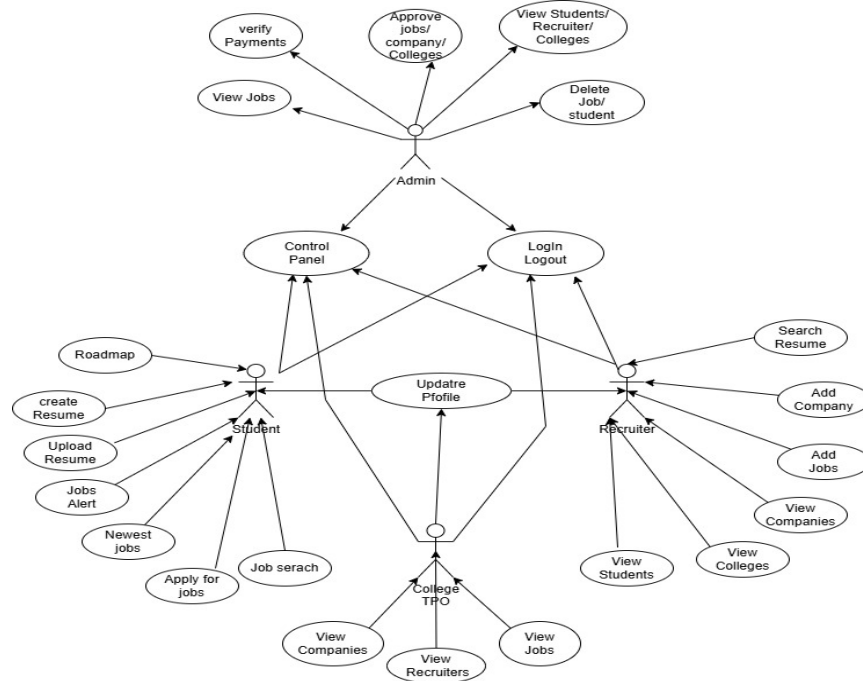 verify
Payments
Approve
jobs/
company/
Colleges
View Students/
Recruiter/
Colleges
View Jobs
Delete
Job/
student
Admin
Control
Panel
LogIn
Logout
Roadmap
Search
Resume
create
Resume
Updatre
Pfofile
Add
Company
Student
Recruiter
Upload
Resume
Add
Jobs
Jobs
Alert
View
Companies
Newest
jobs
View
Colleges
Apply for
jobs
Job serach
View
Students
College
TPO
View
Companies
View
Recruiters
View
Jobs